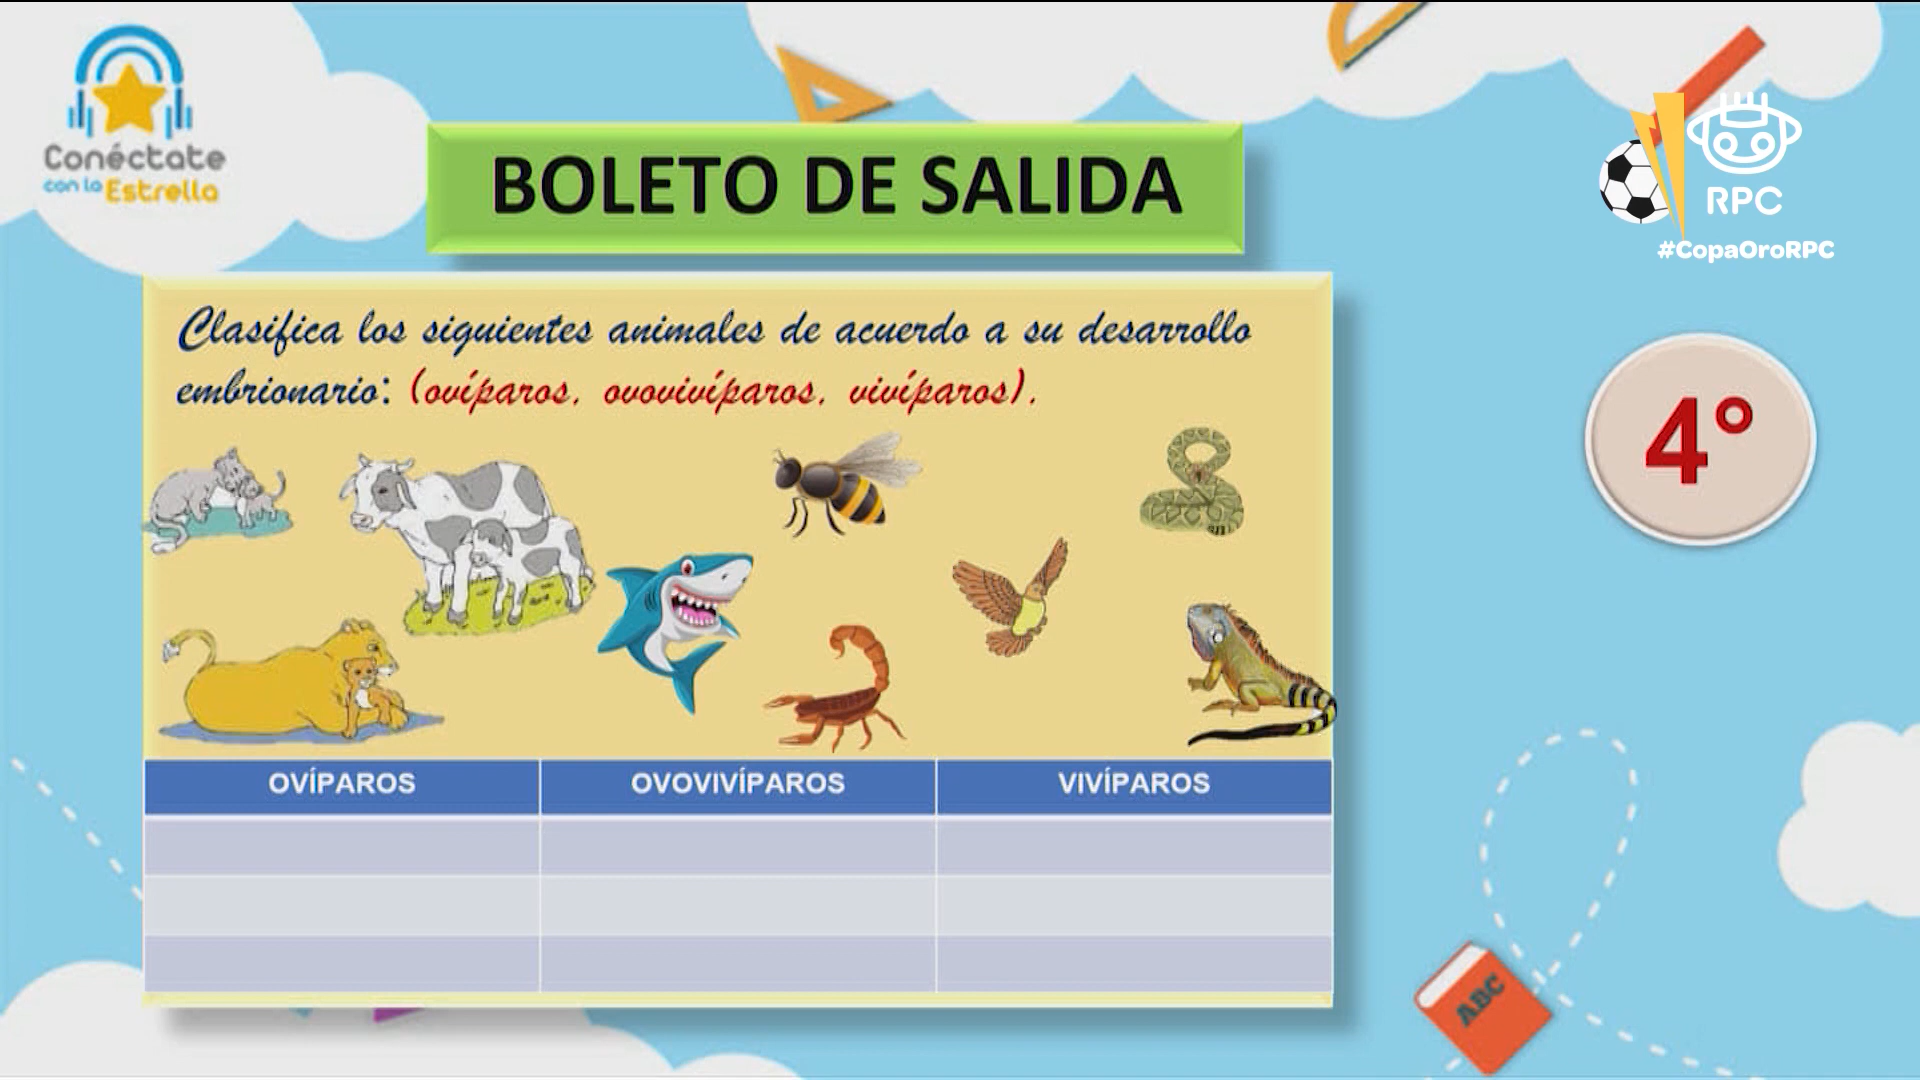 Conéctate
con la Estrella
BOLETO DE SALIDA
RPC
#CopaOroRPC
Clasifica los siguientes animales de acuerdo a su desarrollo
embrionario: (ovíparos, ovovivíparos, vivíparos).
4°
OVÍPAROS OVOVIVÍPAROS VIVÍPAROS
ABC